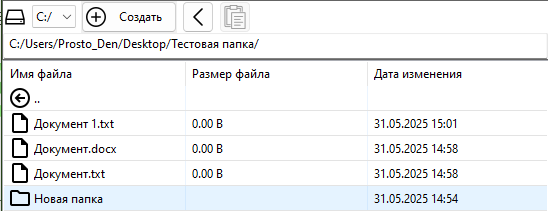 C:/ Создать
C:/Users/Prosto_Den/Desktop/Тестовая папка/
Имя файла Размер файла Дата изменения
..
Документ 1.txt 0.00 B 31.05.2025 15:01
Документ.docx 0.00 B 31.05.2025 14:58
Документ.txt 0.00 B 31.05.2025 14:58
Новая папка 31.05.2025 14:54